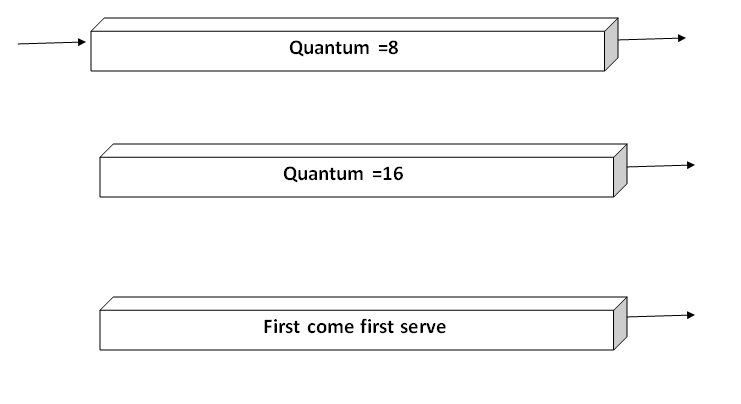 Quantum =8
Quantum =16
First come first serve